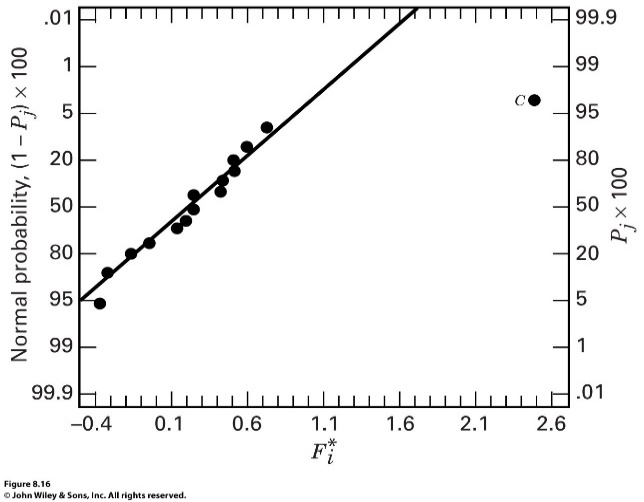 Normal probability, (1 − Pj) × 100
.01
1
5
20
50
80
95
99
99.9
99.9
99
95
80
50
20
5
1
.01
Pj × 100
C
−0.4 0.1 0.6 1.1 1.6 2.1 2.6
F*i
Figure 8.16
© John Wiley & Sons, Inc. All rights reserved.